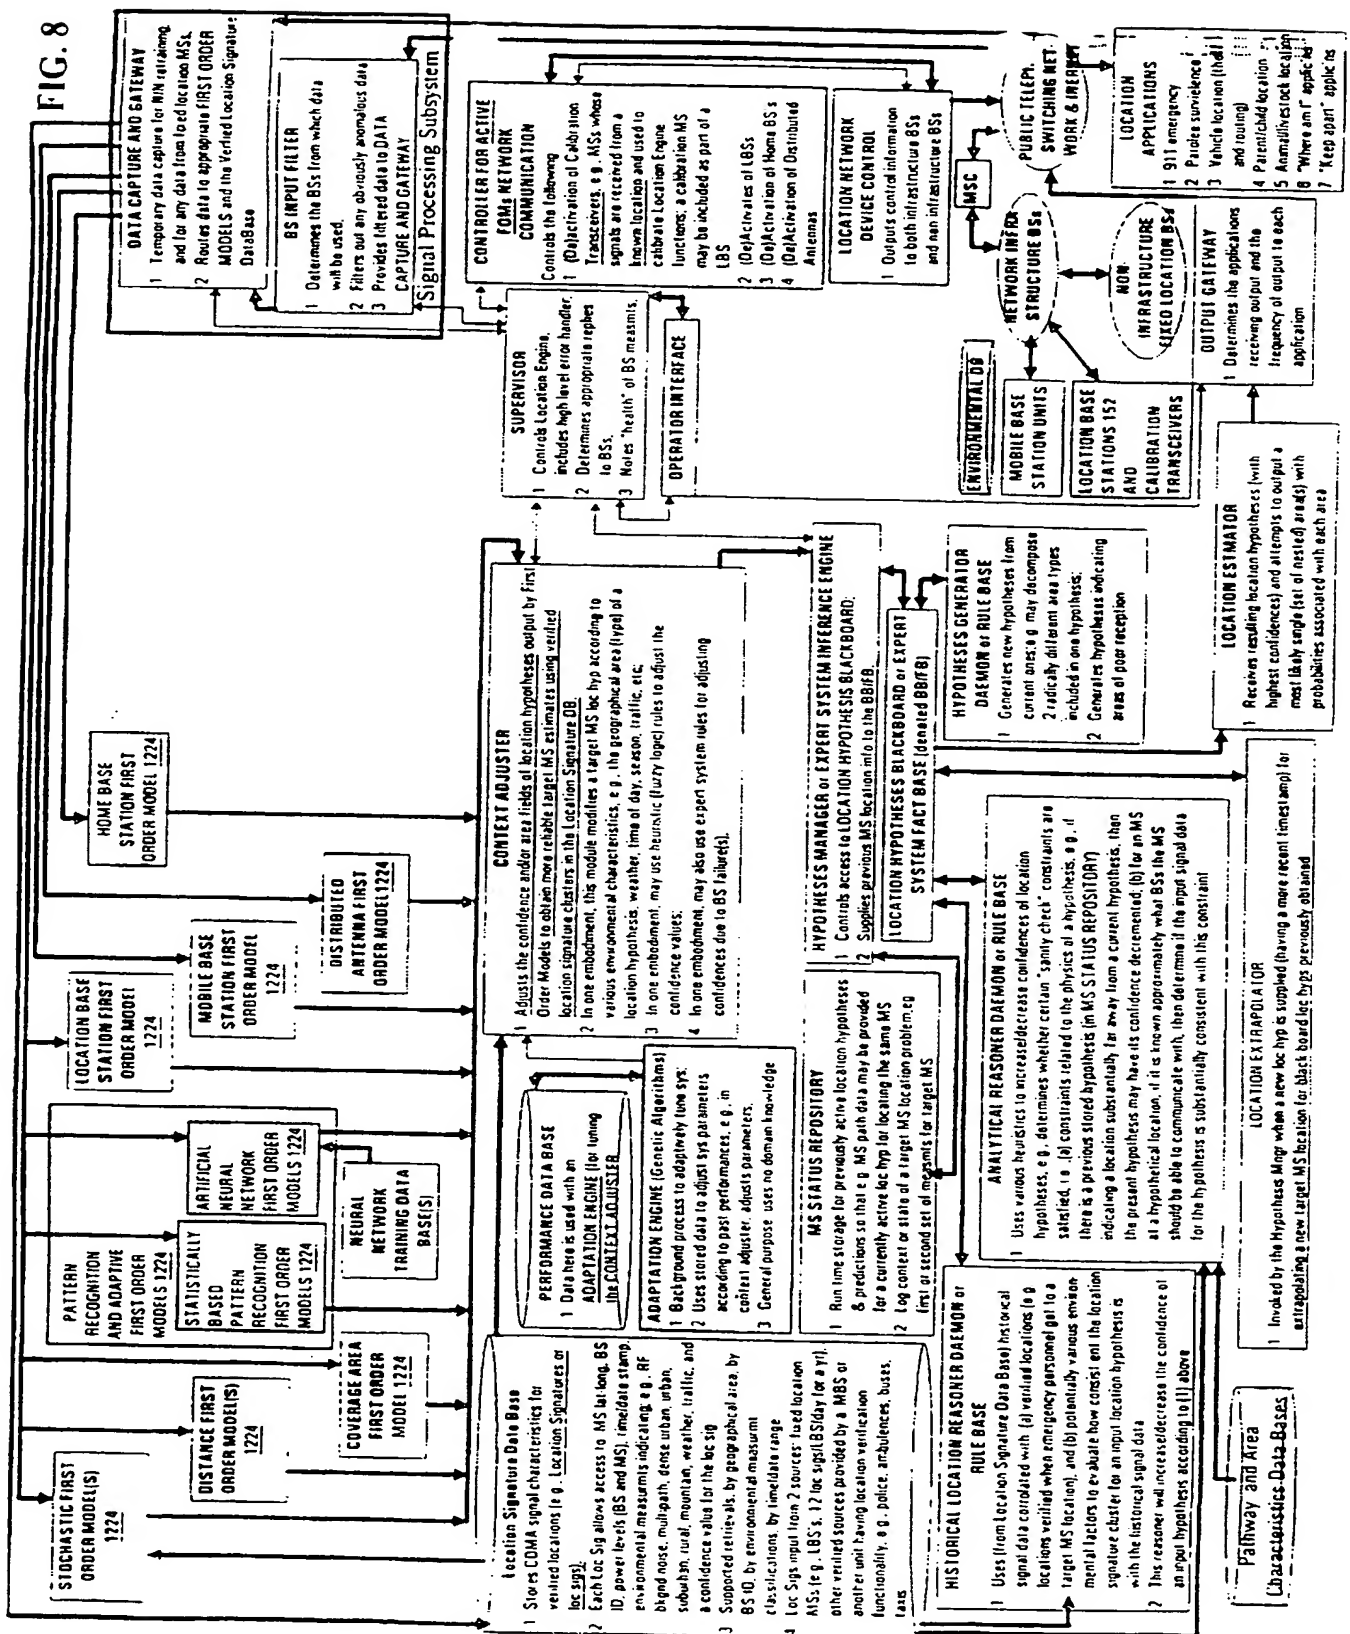 FIG. 8
DATA CAPTURE AND GATEWAY
1 Temporary data capture for NN retraining,
and for any data from fixed location MSs,
2 Routes data to appropriate FIRST ORDER
MODELS and the Verified Location Signature
DataBase
BS INPUT FILTER
1 Determines the BSs from which data
will be used.
2 Filters out any obviously anomalous data
3 Provides filtered data to DATA
CAPTURE AND GATEWAY
Signal Processing Subsystem
HOME BASE
STATION FIRST
ORDER MODEL 1224
DISTRIBUTED
ANTENNA FIRST
ORDER MODEL 1224
MOBILE BASE
STATION FIRST
ORDER MODEL
1224
LOCATION BASE
STATION FIRST
ORDER MODEL
1224
PATTERN
RECOGNITION
AND ADAPTIVE
FIRST ORDER
MODELS 1224
ARTIFICIAL
NEURAL
NETWORK
FIRST ORDER
MODELS 1224
STATISTICALLY
BASED
PATTERN
RECOGNITION
FIRST ORDER
MODELS 1224
NEURAL
NETWORK
TRAINING DATA
BASE(S)
COVERAGE AREA
FIRST ORDER
MODEL 1224
DISTANCE FIRST
ORDER MODEL(S)
1224
STOCHASTIC FIRST
ORDER MODEL(S)
1224
CONTROLLER FOR ACTIVE
FOMs NETWORK
COMMUNICATION
Controls the following
1 (De)Activation of Calibration
Transceivers, e.g. MSs whose
signals are received from a
known location and used to
calibrate Location Engine
functions; a calibration MS
may be included as part of a
LBS
2 (De)Activates of LBSs:
3 (De)Activation of Home BS's
4 (De)Activation of Distributed
Antennas
SUPERVISOR
1 Controls Location Engine,
includes high level error handler,
2 Determines appropriate replies
to BSs,
3 Notes "health" of BS measmts.
OPERATOR INTERFACE
CONTEXT ADJUSTER
1 Adjusts the confidence and/or area fields of location hypotheses output by First
Order Models to obtain more reliable target MS estimates using verified
location signature clusters in the Location Signature DB.
2 In one embodiment, this module modifies a target MS loc hyp according to
various environmental characteristics, e.g., the geographical area (type) of a
location hypothesis, weather, time of day, season, traffic, etc;
3 In one embodiment, may use heuristic (fuzzy logic) rules to adjust the
confidence values;
4 In one embodiment, may also use expert system rules for adjusting
confidences due to BS failure(s).
PERFORMANCE DATA BASE
1 Data here is used with an
ADAPTATION ENGINE (for tuning
the CONTEXT ADJUSTER
ADAPTATION ENGINE (Genetic Algorithms)
1 Background process to adaptively tune sys;
2 Uses stored data to adjust sys parameters
according to past performances, e.g., in
context adjuster, adjusts parameters,
3 General purpose uses no domain knowledge
Location Signature Data Base
1 Stores CDMA signal characteristics for
verified locations (e.g., Location Signatures or
loc sigs);
2 Each Loc Sig allows access to MS lat-long, BS
ID, power levels (BS and MS), time/date stamp,
environmental measurmts indicating: e.g. RF
bkgnd noise, multipath, dense urban, urban,
suburban, rural, mountain, weather, traffic, and
a confidence value for the loc sig
3 Supported retrievals, by geographical area, by
BS ID, by environmental measurmt
classifications, by time/date range
4 Loc Sigs input from 2 sources: fixed location
other verified sources provided by a MBS or
another unit having location verification
functionality, e.g. police, ambulences, buses,
taxis
LOCATION NETWORK
DEVICE CONTROL
1 Outputs control information
to both infrastructure BSs
and non infrastructure BSs
PUBLIC TELEPL.
SWITCHING NET
WORK & INTERNET
MSC
NETWORK INFRA
STRUCTURE BSs
NON
INFRASTRUCTURE
FIXED LOCATION BSs
ENVIRONMENTAL DB
MOBILE BASE
STATION UNITS
LOCATION BASE
STATIONS 152
AND
CALIBRATION
TRANSCEIVERS
LOCATION
APPLICATIONS
1 911 emergency
2 Parolee survielence
3 Vehicle location (theft
and routing)
4 Parent/child location
5 Animal/livestock location
6 "Where am I" applic'ns
7 "Keep apart" applic'ns
OUTPUT GATEWAY
1 Determines the applications
receiving output and the
frequency of output to each
application
HYPOTHESES MANAGER or EXPERT SYSTEM INFERENCE ENGINE
1 Controls access to LOCATION HYPOTHESIS BLACKBOARD;
2 Supplies previous MS location info to the BB/FB.
LOCATION HYPOTHESES BLACKBOARD or EXPERT
SYSTEM FACT BASE (denoted BB/FB)
HYPOTHESES GENERATOR
DAEMON or RULE BASE
1 Generates new hypotheses from
current ones; e.g. may decompose
2 radically different area types
included in one hypothesis;
2 Generates hypotheses indicating
areas of poor reception
MS STATUS REPOSITORY
1 Run time storage for previously active location hypotheses
& predictions so that e.g. MS path data may be provided
for a currently active loc hyp for locating the same MS
2 Log context or state of a target MS location problem, eg
first or second set of measmts for target MS
LOCATION ESTIMATOR
1 Receives resulting location hypotheses (with
highest confidences) and attempts to output a
most likely single (set of nested) area(s) with
probabilities associated with each area
ANALYTICAL REASONER DAEMON or RULE BASE
1 Uses various heuristics to increase/decrease confidences of location
hypotheses, e.g., determines whether certain "sanity check" constraints are
satisfied, i.e. (a) constraints related to the physics of a hypothesis, e.g., if
there is a previous stored hypothesis (in MS STATUS REPOSITORY)
indicating a location substantially far away from a current hypothesis, then
the present hypothesis may have its confidence decremented; (b) for an MS
at a hypothetical location, if it is known approximately what BSs the MS
should be able to communicate with, then determine if the input signal data
for the hypothesis is substantially consistent with this constraint
HISTORICAL LOCATION REASONER DAEMON or
RULE BASE
1 Uses (from Location Signature Data Base) historical
signal data correlated with (a) verified locations (e.g
locations verified when emergency personnel get to a
target MS location), and (b) potentially various environ-
mental factors to evaluate how consistent the location
signature cluster for an input location hypothesis is
with the historical signal data
2 This reasoner will increase/decrease the confidence of
an input hypothesis according to (1) above
LOCATION EXTRAPOLATOR
1 Invoked by the Hypothesis Mngr when a new loc hyp is supplied (having a more recent timestamp) for
extrapolating a new target MS location for black board loc hyps previously obtained
Pathway and Area
Characteristics Data Bases